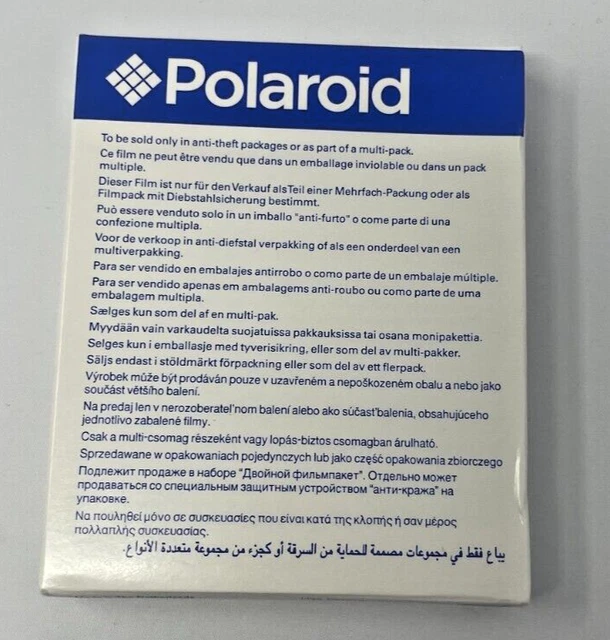 Polaroid
To be sold only in anti-theft packages or as part of a multi-pack.
Ce film ne peut être vendu que dans un emballage inviolable ou dans un pack
multiple.
Dieser Film ist nur für den Verkauf als Teil einer Mehrfach-Packung oder als
Filmpack mit Diebstahlsicherung bestimmt.
Può essere venduto solo in un imballo "anti-furto" o come parte di una
confezione multipla.
Voor de verkoop in anti-diefstal verpakking of als een onderdeel van een
multiverpakking.
Para ser vendido en embalajes antirrobo o como parte de un embalaje múltiple.
Para ser vendido apenas em ambalagems anti-roubo ou como parte de uma
embalagem multipla.
Sælges kun som del af en multi-pak.
Myydään vain varkaudelta suojatuissa pakkauksissa tai osana monipakettia.
Selges kun i emballasje med tyverisikring, eller som del av multi-pakker.
Säljs endast i stöldmärkt förpackning eller som del av ett flerpack.
Výrobek může být prodáván pouze v uzavřeném a nepoškozeném obalu a nebo jako
součást většího balení.
Na predaj len v nerozoberateľnom balení alebo ako súčasť balenia, obsahujúceho
jednotlivo zabalené filmy.
Csak a multi-csomag részeként vagy lopás-biztos csomagban árulható.
Sprzedawane w opakowaniach pojedynczych lub jako część opakowania zbiorczego
Подлежит продаже в наборе "Двойной фильмпакет". Отдельно может
продаваться со специальным защитным устройством "анти-кража" на
упаковке.
Να πουληθεί μόνο σε συσκευασίες που είναι κατά της κλοπής ή σαν μέρος
πολλαπλής συσκευασίας.
يباع فقط في مجموعات مصممة للحماية من السرقة أو كجزء من مجموعة متعددة الأنواع.